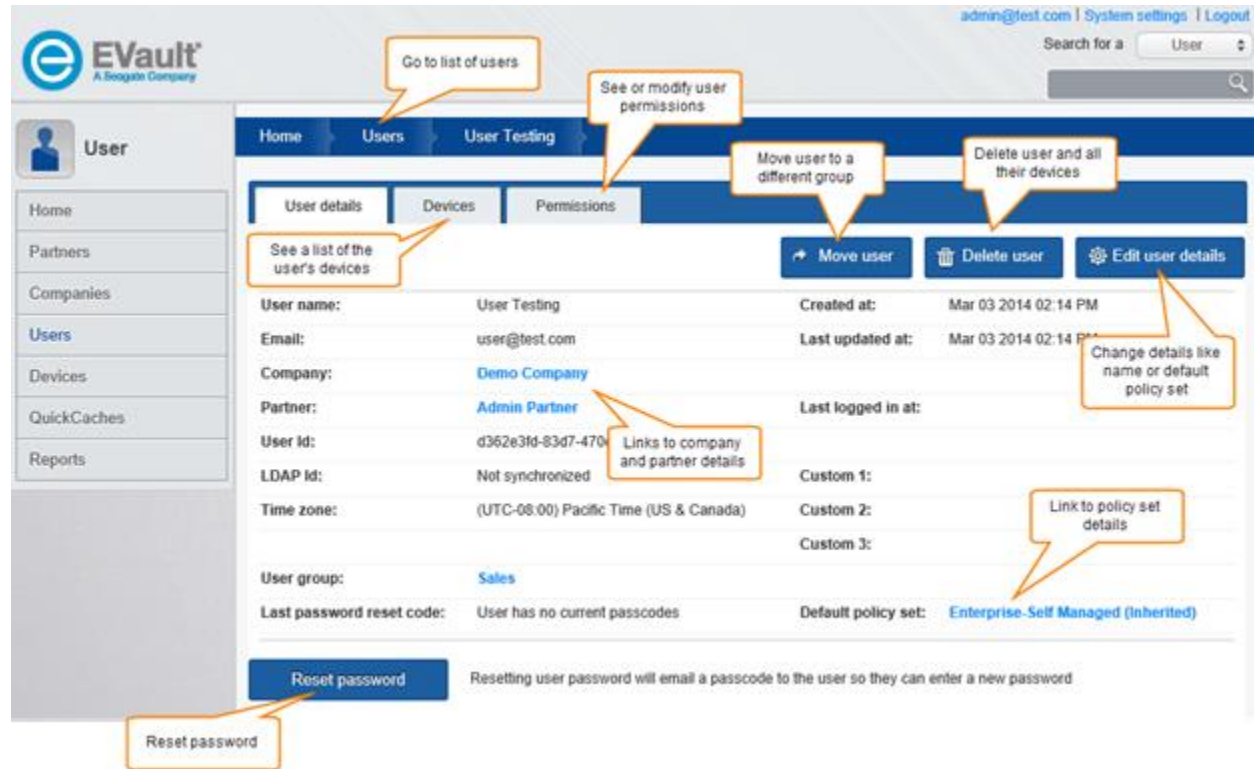 admin@test.com | System settings | Logout
EVault®
A Seagate Company
Search for a User
Go to list of users
See or modify user
permissions
User
Home Users User Testing
Move user to a
different group
Delete user and all
their devices
User details Devices Permissions
Home
Partners
Companies
Users
Devices
QuickCaches
Reports
See a list of the
user's devices
Move user Delete user Edit user details
User name: User Testing Created at: Mar 03 2014 02:14 PM
Email: user@test.com Last updated at: Mar 03 2014 02:14
Change details like
name or default
policy set
Company: Demo Company
Partner: Admin Partner Last logged in at:
User Id: d362e3fd-83d7-470
Links to company
and partner details
LDAP Id: Not synchronized Custom 1:
Time zone: (UTC-08:00) Pacific Time (US & Canada) Custom 2:
Link to policy set
details
Custom 3:
User group: Sales
Last password reset code: User has no current passcodes Default policy set: Enterprise-Self Managed (Inherited)
Reset password Resetting user password will email a passcode to the user so they can enter a new password
Reset password